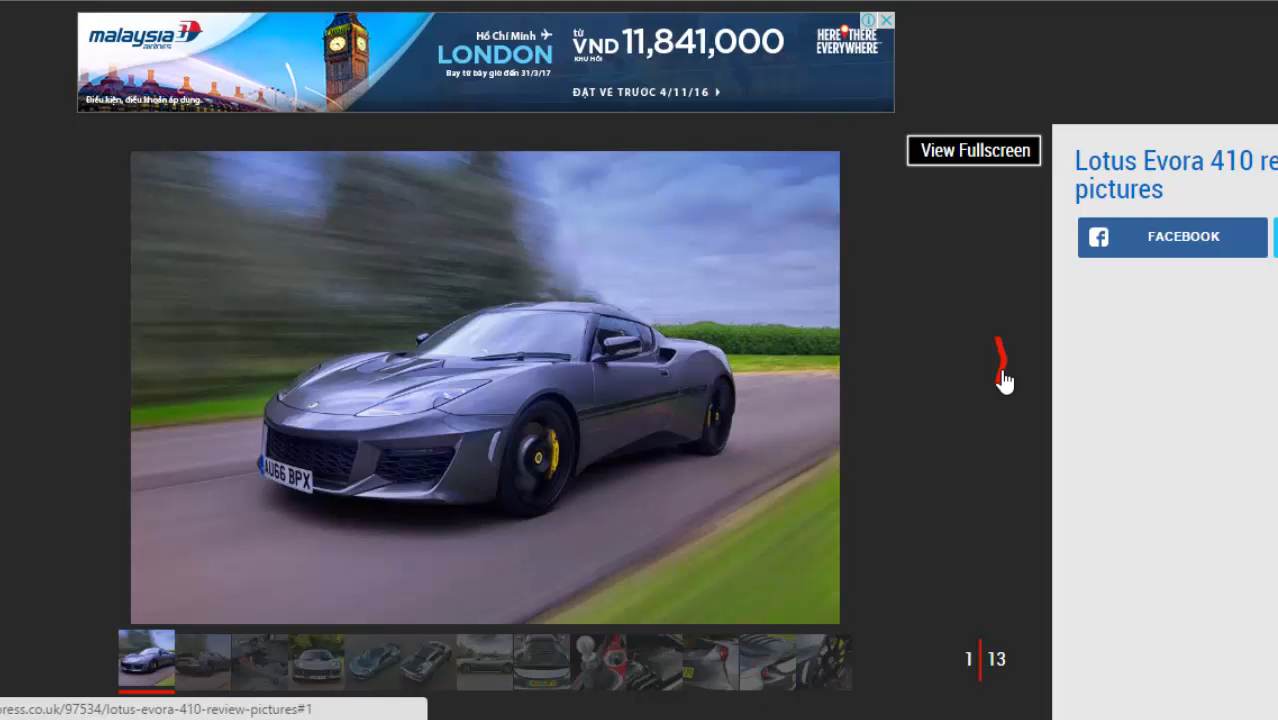 malaysia
airlines
Hồ Chí Minh
LONDON
Bay từ bây giờ đến 31/3/17
từ
VND 11,841,000
KHỨ HỒI
ĐẶT VÉ TRƯỚC 4/11/16
HERE THERE
EVERYWHERE
Điều kiện, điều khoản áp dụng.
View Fullscreen
Lotus Evora 410 re
pictures
FACEBOOK
AU66 BPX
1 13
press.co.uk/97534/lotus-evora-410-review-pictures#1